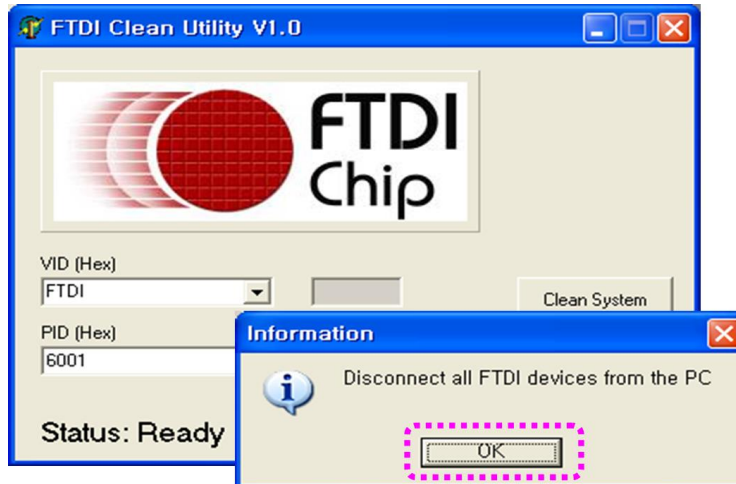 FTDI Clean Utility V1.0
FTDI
Chip
VID (Hex)
FTDI
Clean System
PID (Hex)
6001
Information
Disconnect all FTDI devices from the PC
OK
Status: Ready